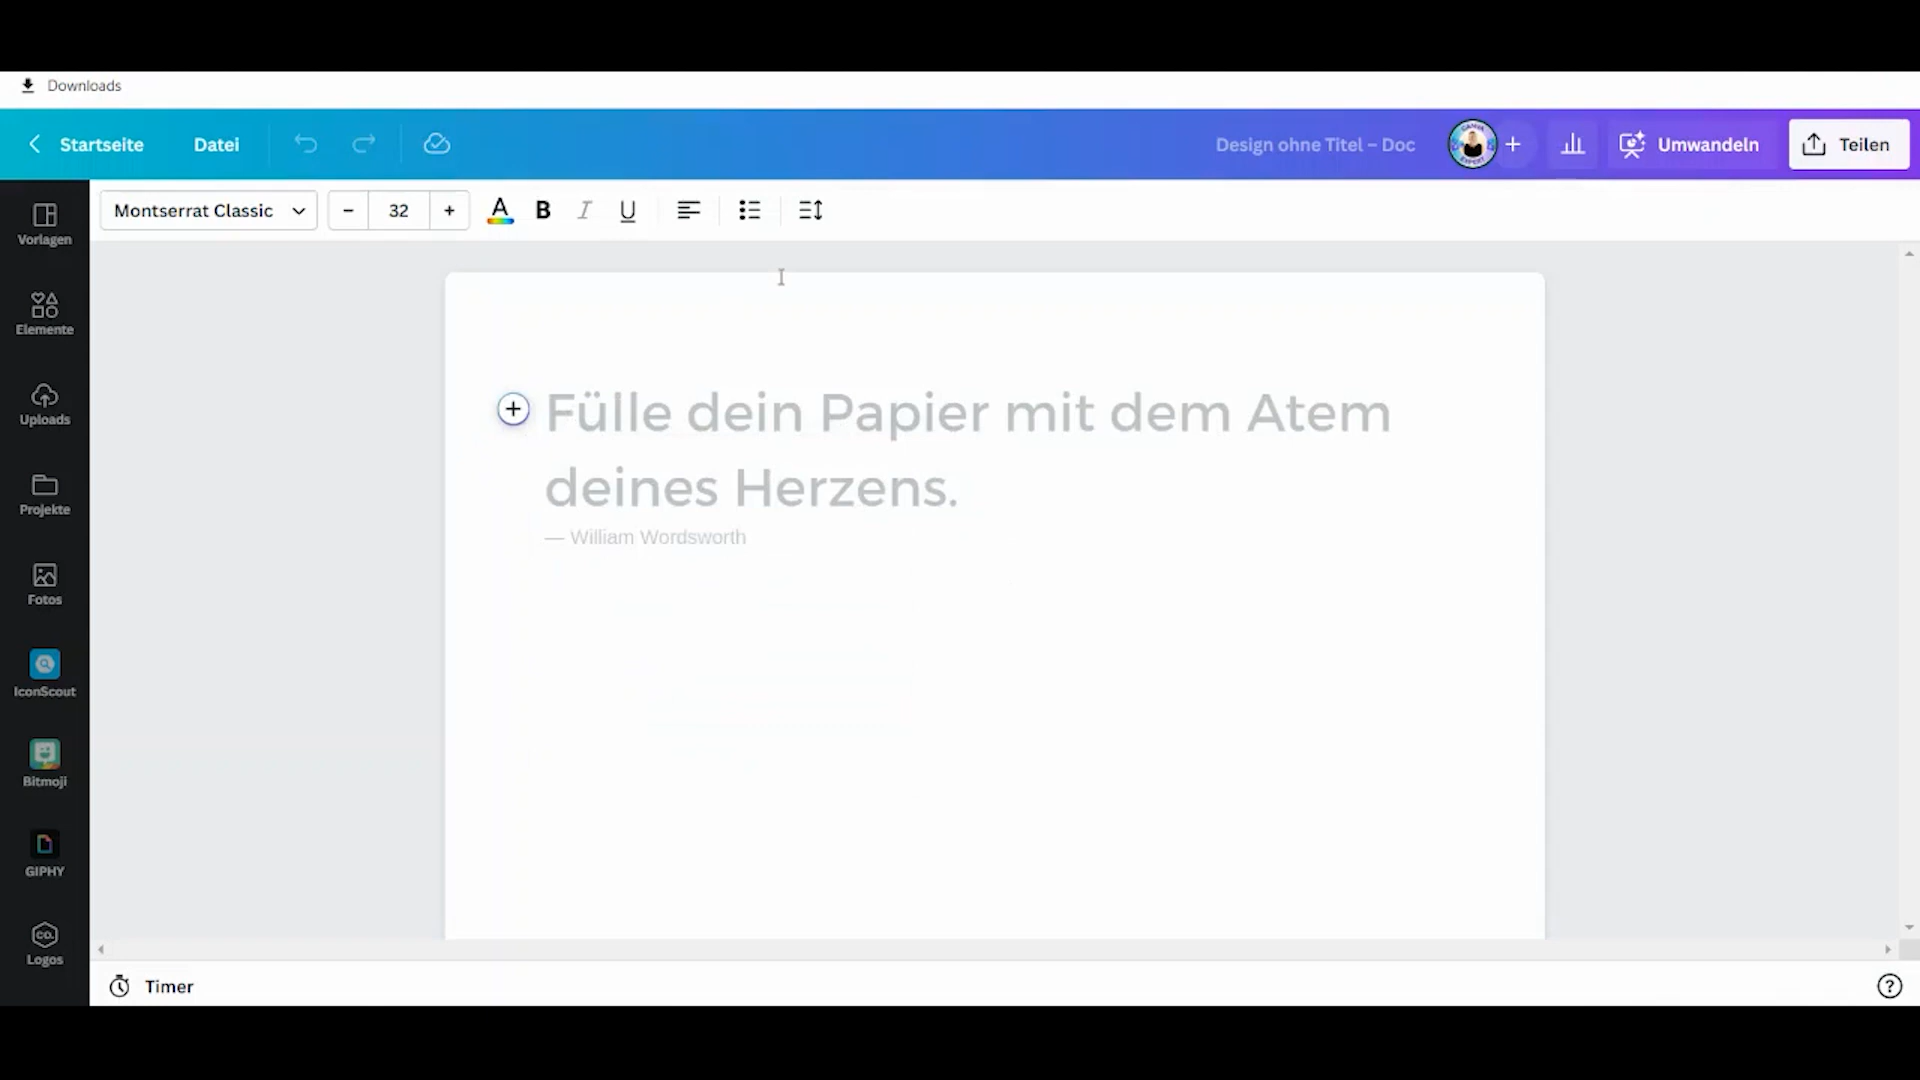 Downloads
Startseite Datei Design ohne Titel – Doc Umwandeln Teilen
Montserrat Classic 32 A B I U
Vorlagen
Elemente
Uploads
Projekte
Fotos
IconScout
Bitmoji
GIPHY
CO.
Logos
Fülle dein Papier mit dem Atem
deines Herzens.
— William Wordsworth
Timer